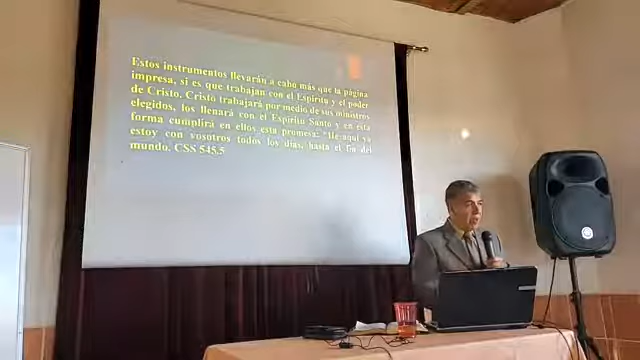 Estos instrumentos llevarán a cabo más que la página
impresa, si es que trabajan con el Espíritu y el poder
de Cristo. Cristo trabajará por medio de sus ministros
elegidos, los llenará con el Espíritu Santo y en esta
forma cumplirá en ellos esta promesa: "He aquí yo
estoy con vosotros todos los días, hasta el fin del
mundo. CSS 545.5